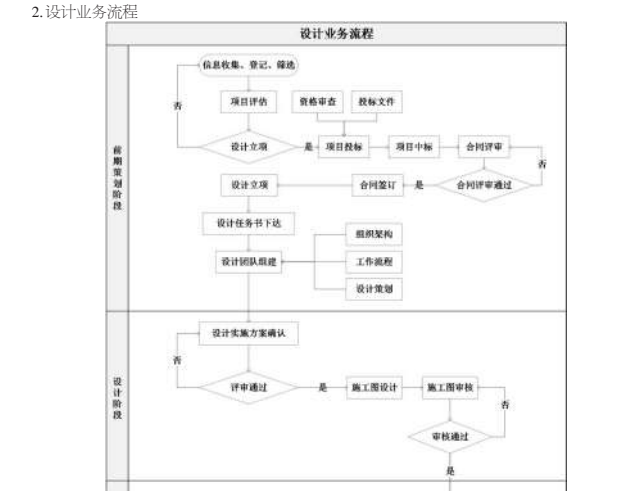 2.设计业务流程
设计业务流程
信息收集、登记、筛选
否
项目评估
资格审查
投标文件
设计立项
是
项目投标
项目中标
合同评审
否
前期策划阶段
设计立项
合同签订
是
合同评审通过
设计任务书下达
组织架构
设计团队组建
工作流程
设计策划
设计实施方案确认
否
设计阶段
评审通过
是
施工图设计
施工图审核
否
审核通过
是